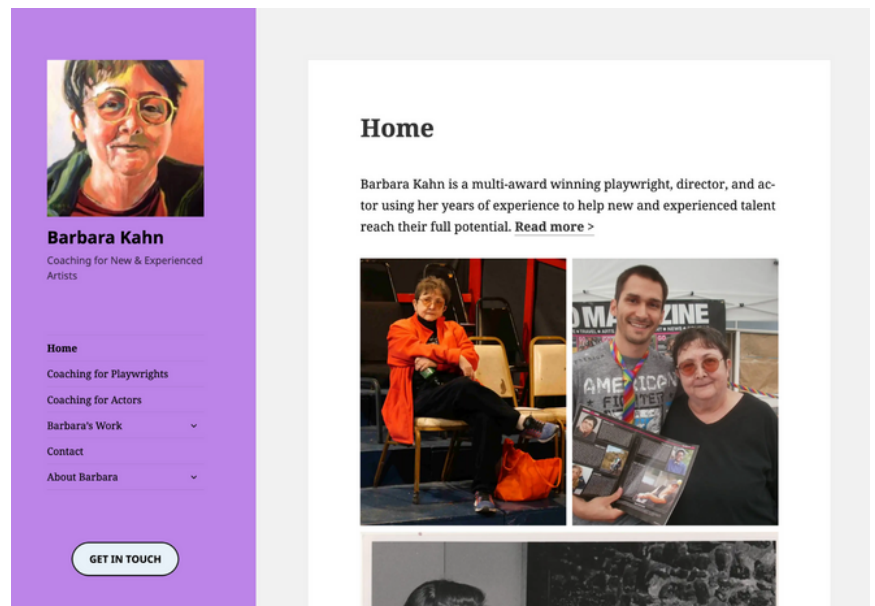 Barbara Kahn
Coaching for New & Experienced
Artists
Home
Coaching for Playwrights
Coaching for Actors
Barbara's Work
Contact
About Barbara
GET IN TOUCH
Home
Barbara Kahn is a multi-award winning playwright, director, and ac-
tor using her years of experience to help new and experienced talent
reach their full potential. Read more >